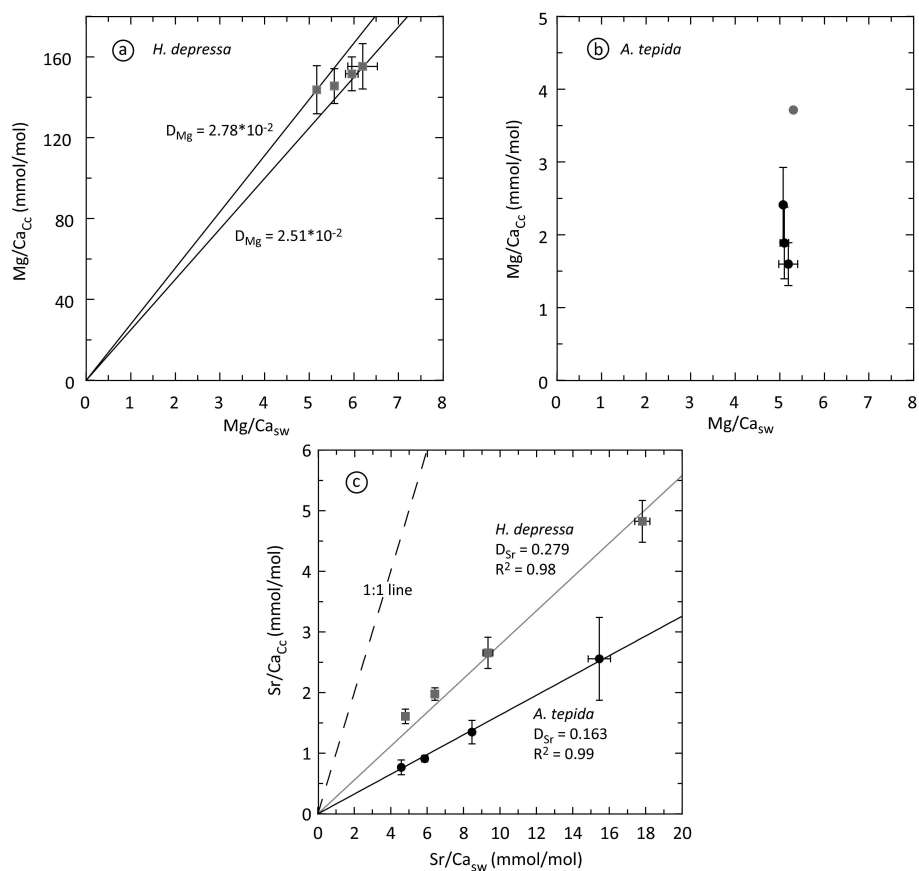 a H. depressa
160
120
80
40
0
D_Mg = 2.78*10^-2
D_Mg = 2.51*10^-2
Mg/Ca_Cc (mmol/mol)
0 1 2 3 4 5 6 7 8
Mg/Ca_sw
b A. tepida
5
4
3
2
1
0
Mg/Ca_Cc (mmol/mol)
0 1 2 3 4 5 6 7 8
Mg/Ca_sw
c
6
5
4
3
2
1
0
Sr/Ca_Cc (mmol/mol)
1:1 line
H. depressa
D_Sr = 0.279
R^2 = 0.98
A. tepida
D_Sr = 0.163
R^2 = 0.99
0 2 4 6 8 10 12 14 16 18 20
Sr/Ca_sw (mmol/mol)